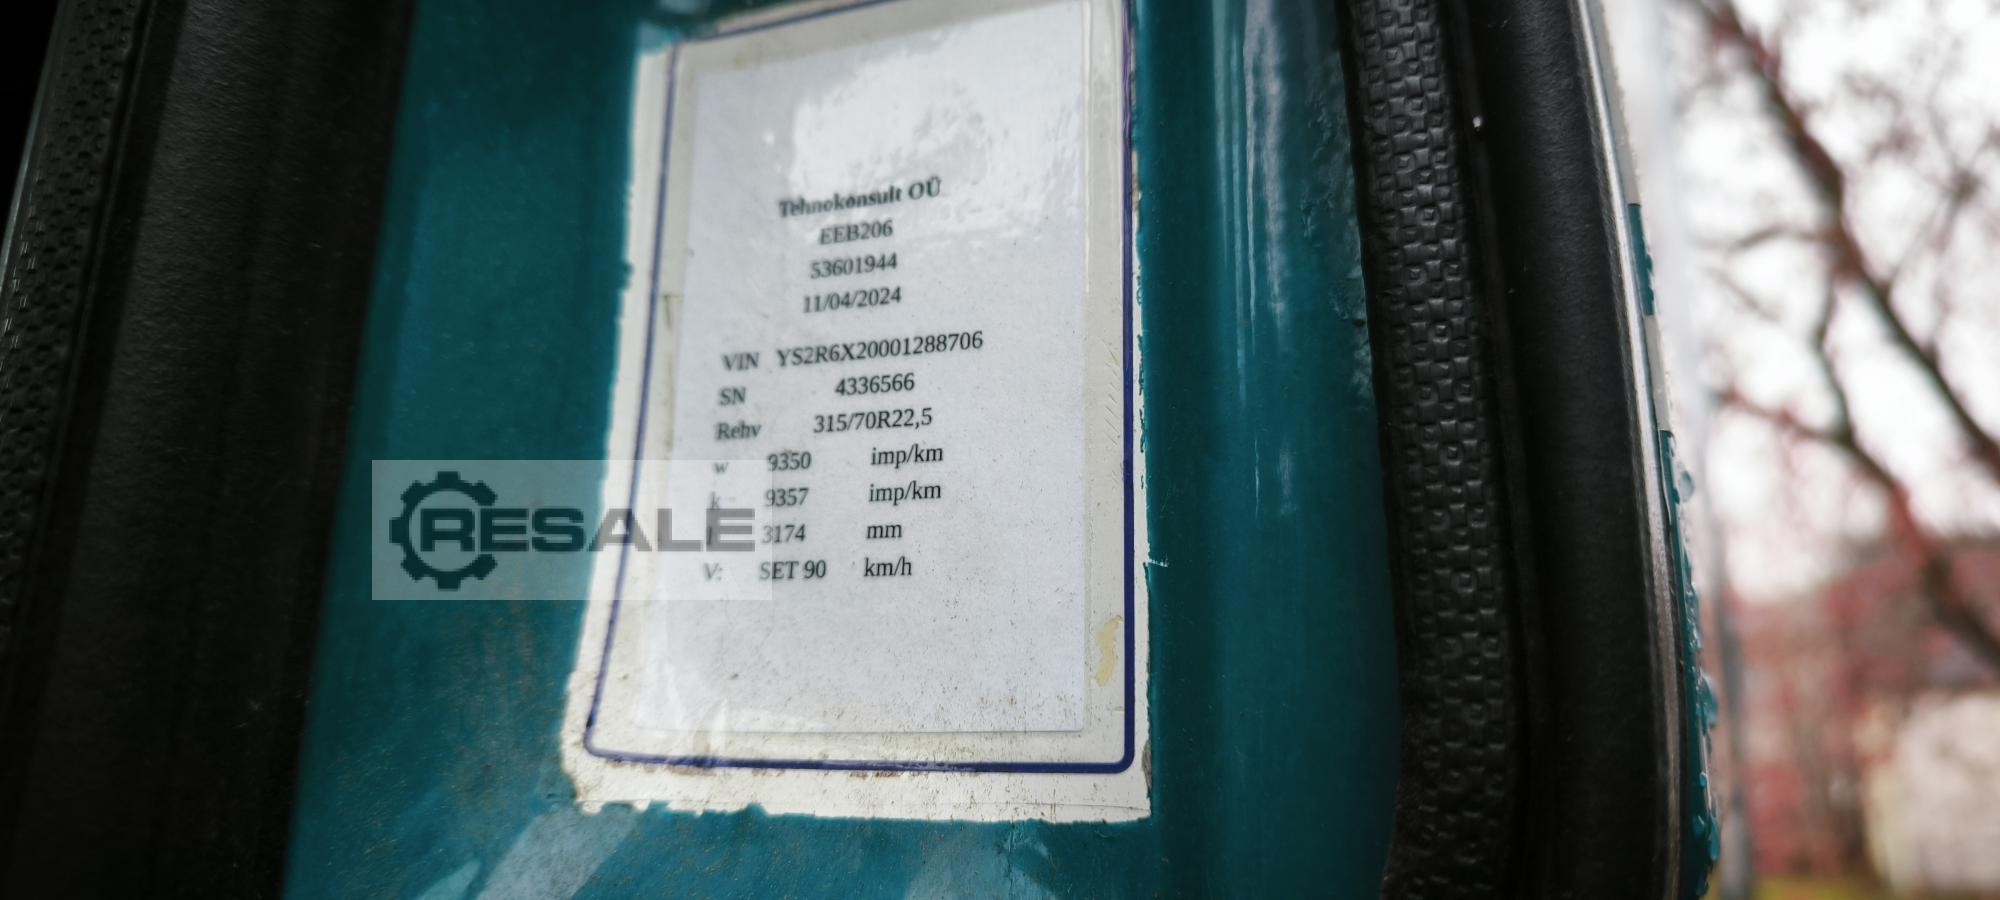 Tehnokonsult OÜ
EEB206
53601944
11/04/2024
VIN YS2R6X20001288706
SN 4336566
Rehv 315/70R22,5
w 9350 imp/km
k 9357 imp/km
l 3174 mm
V: SET 90 km/h
RESALE